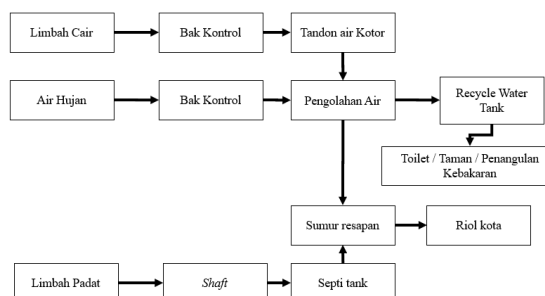 Limbah Cair
Bak Kontrol
Tandon air Kotor
Air Hujan
Bak Kontrol
Pengolahan Air
Recycle Water
Tank
Toilet / Taman / Penangulan
Kebakaran
Sumur resapan
Riol kota
Limbah Padat
Shaft
Septi tank